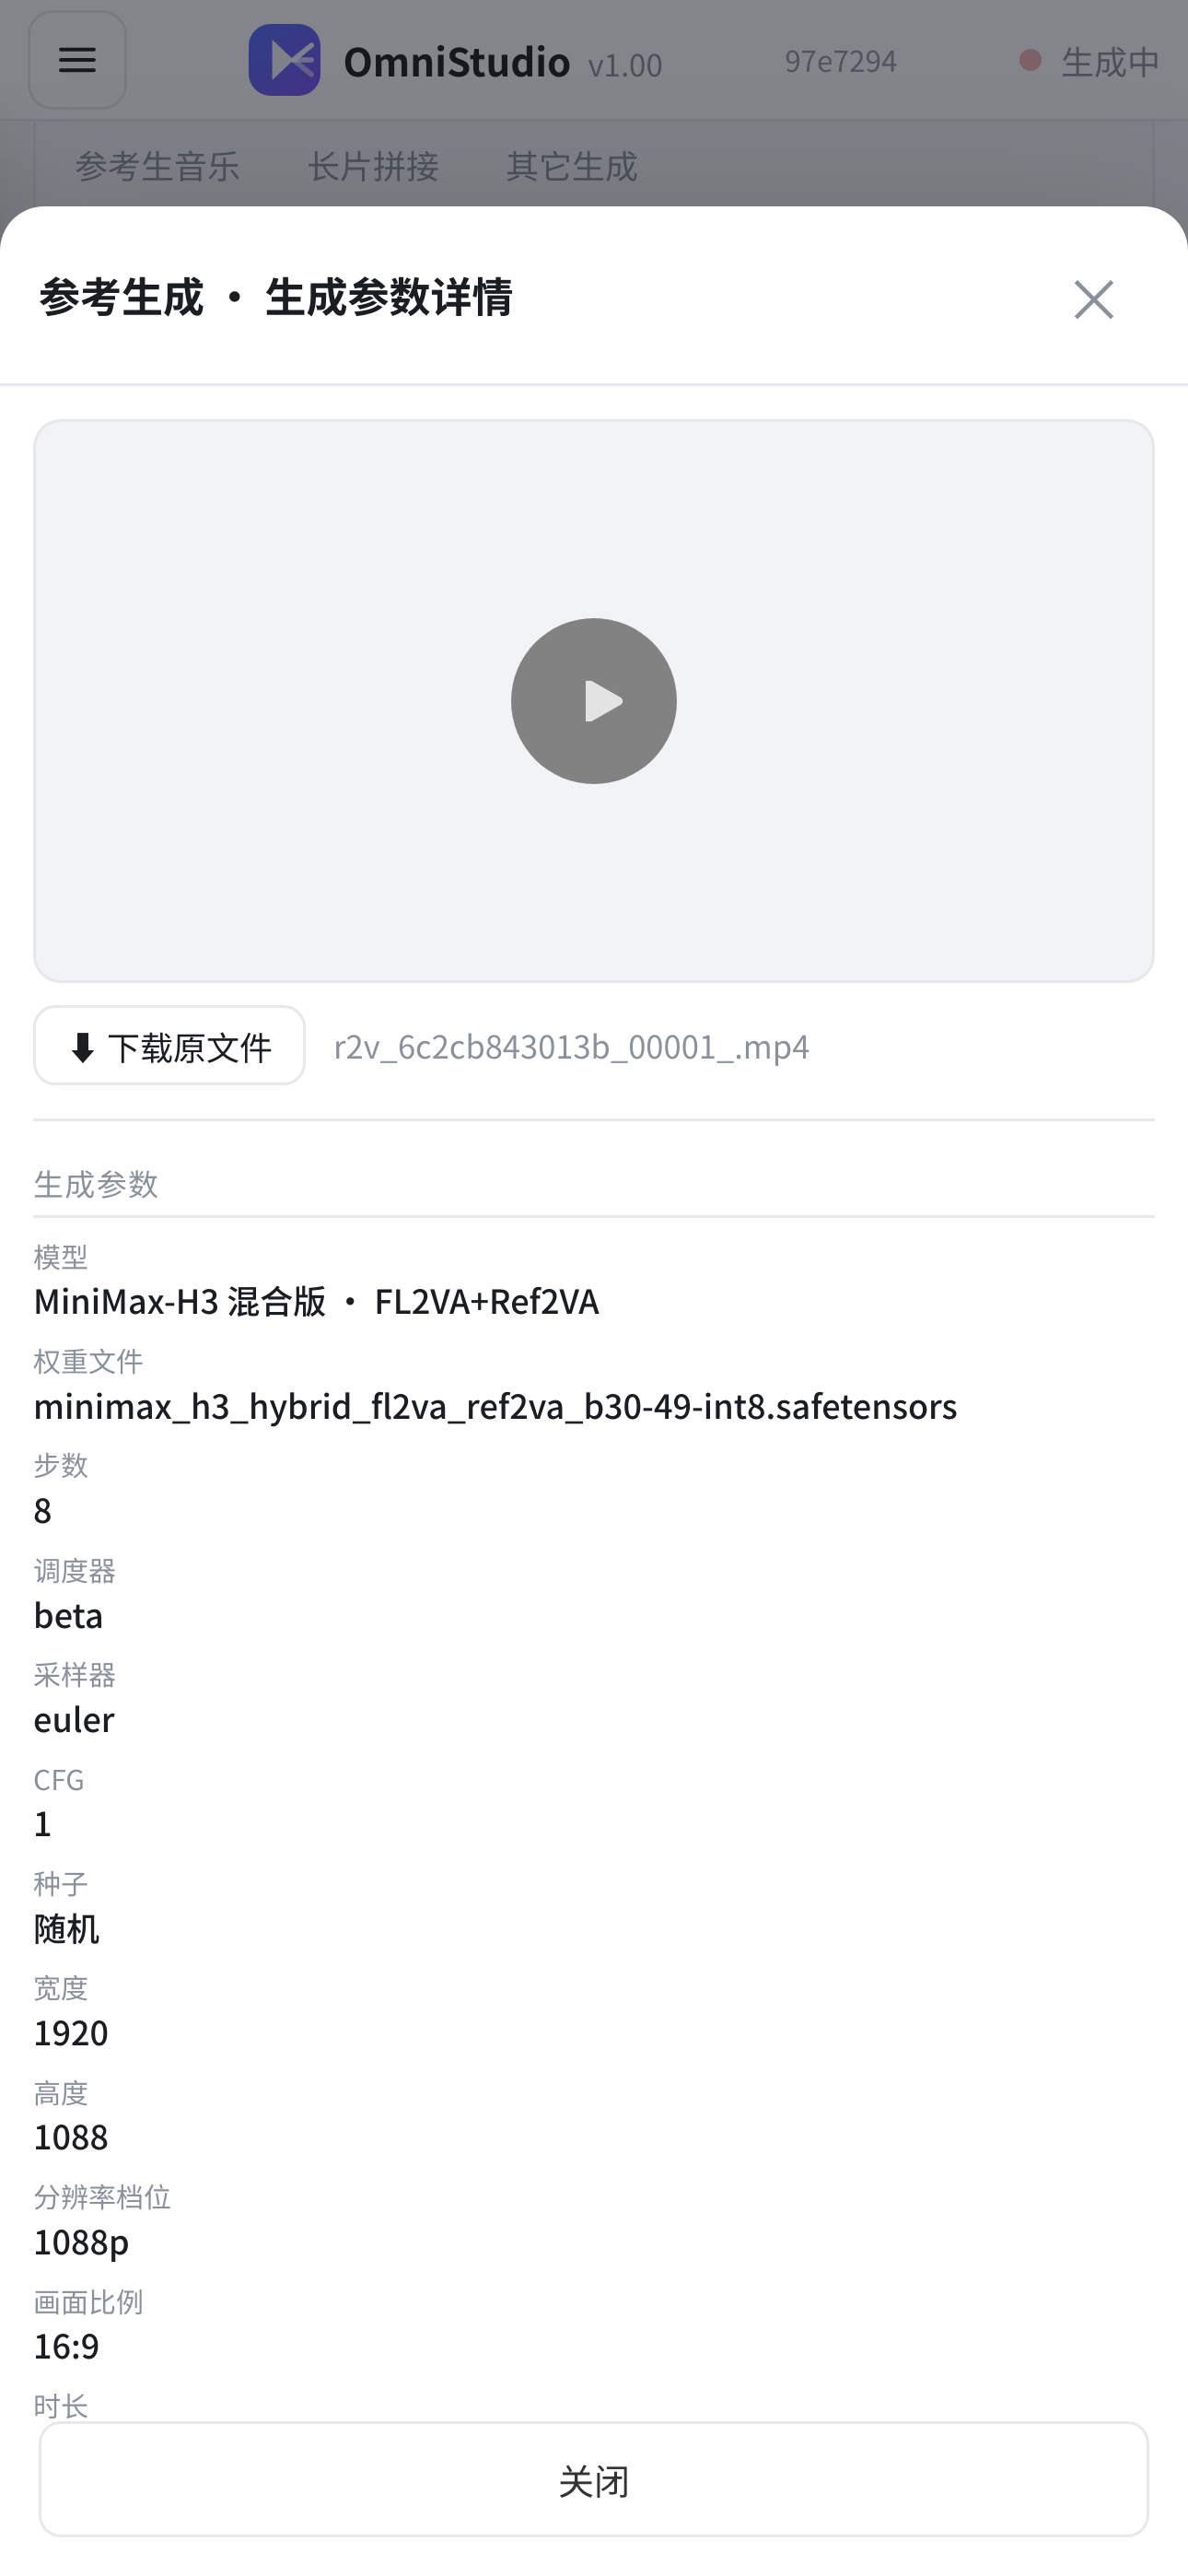 OmniStudio v1.00 97e7294 生成中
参考生音乐 长片拼接 其它生成
参考生成 · 生成参数详情
下载原文件 r2v_6c2cb843013b_00001_.mp4
生成参数
模型
MiniMax-H3 混合版 · FL2VA+Ref2VA
权重文件
minimax_h3_hybrid_fl2va_ref2va_b30-49-int8.safetensors
步数
8
调度器
beta
采样器
euler
CFG
1
种子
随机
宽度
1920
高度
1088
分辨率档位
1088p
画面比例
16:9
时长
关闭